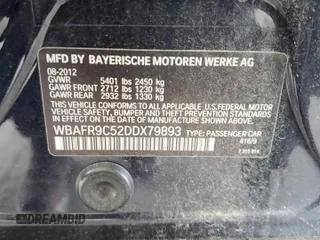 MFD BY BAYERISCHE MOTOREN WERKE AG
08-2012
GVWR 5401 lbs 2450 kg
GAWR FRONT 2712 lbs 1230 kg
GAWR REAR 2932 lbs 1330 kg
THIS VEHICLE CONFORMS TO ALL APPLICABLE FEDERAL MOTOR VEHICLE SAFETY, BUMPER, AND THEFT PREVENTION STANDARDS IN EFFECT ON THE DATE OF MANUFACTURE SHOWN ABOVE.
WBAFR9C52DDX79893 TYPE: PASSENGER CAR
416/9
DREAMBID